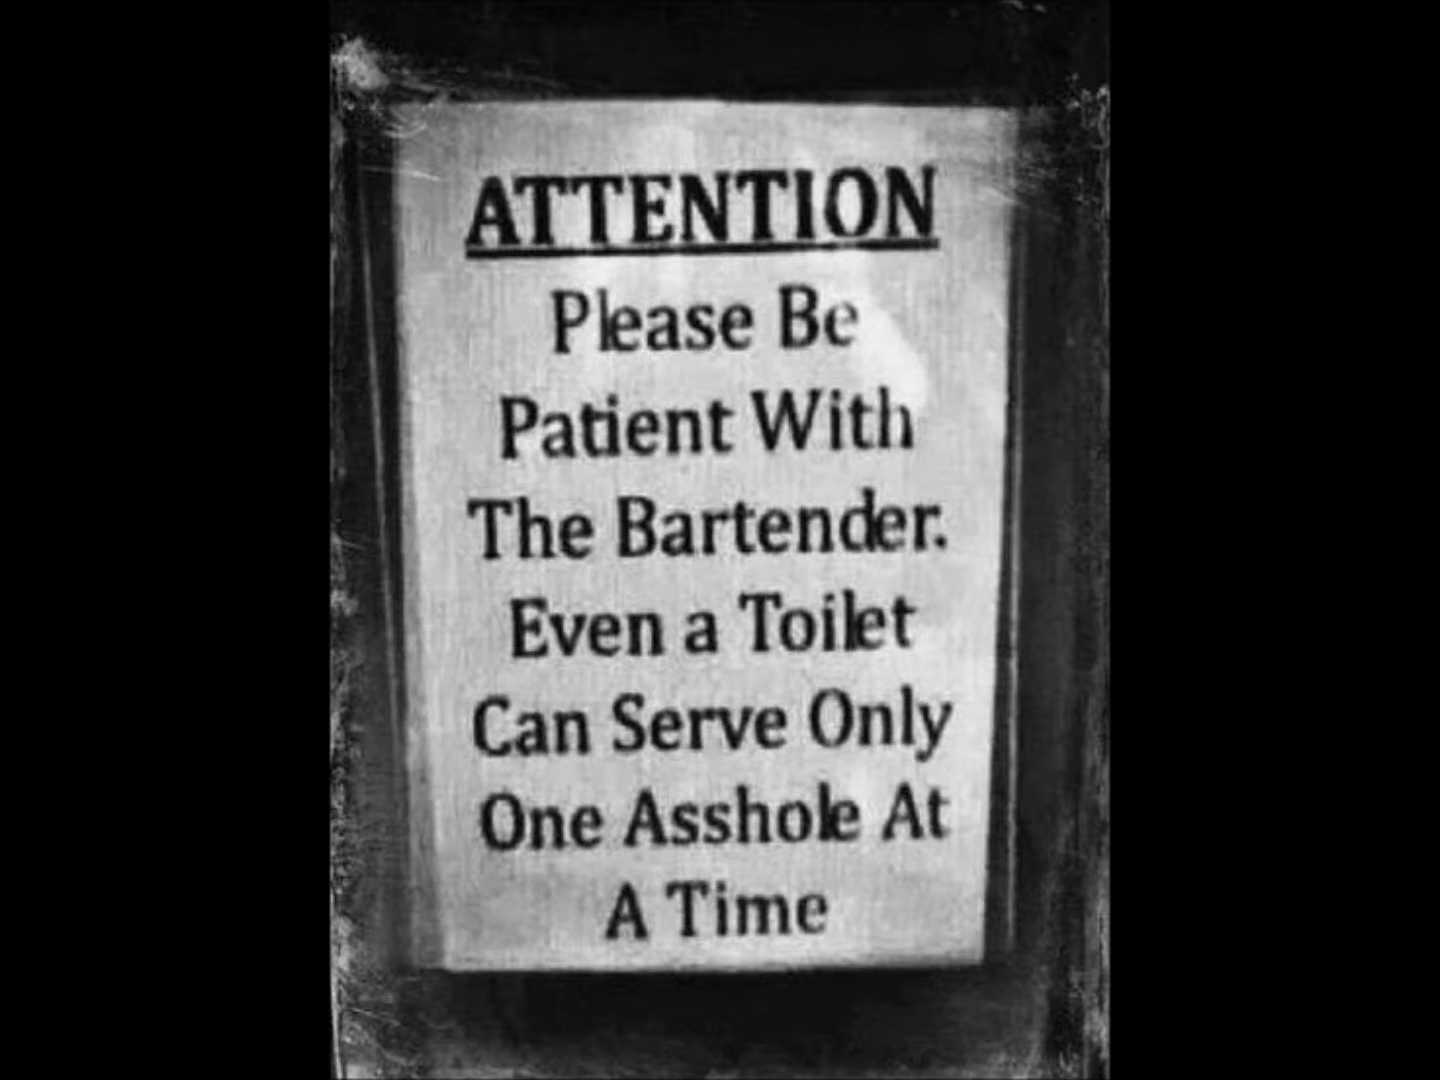 ATTENTION
Please Be
Patient With
The Bartender.
Even a Toilet
Can Serve Only
One Asshole At
A Time